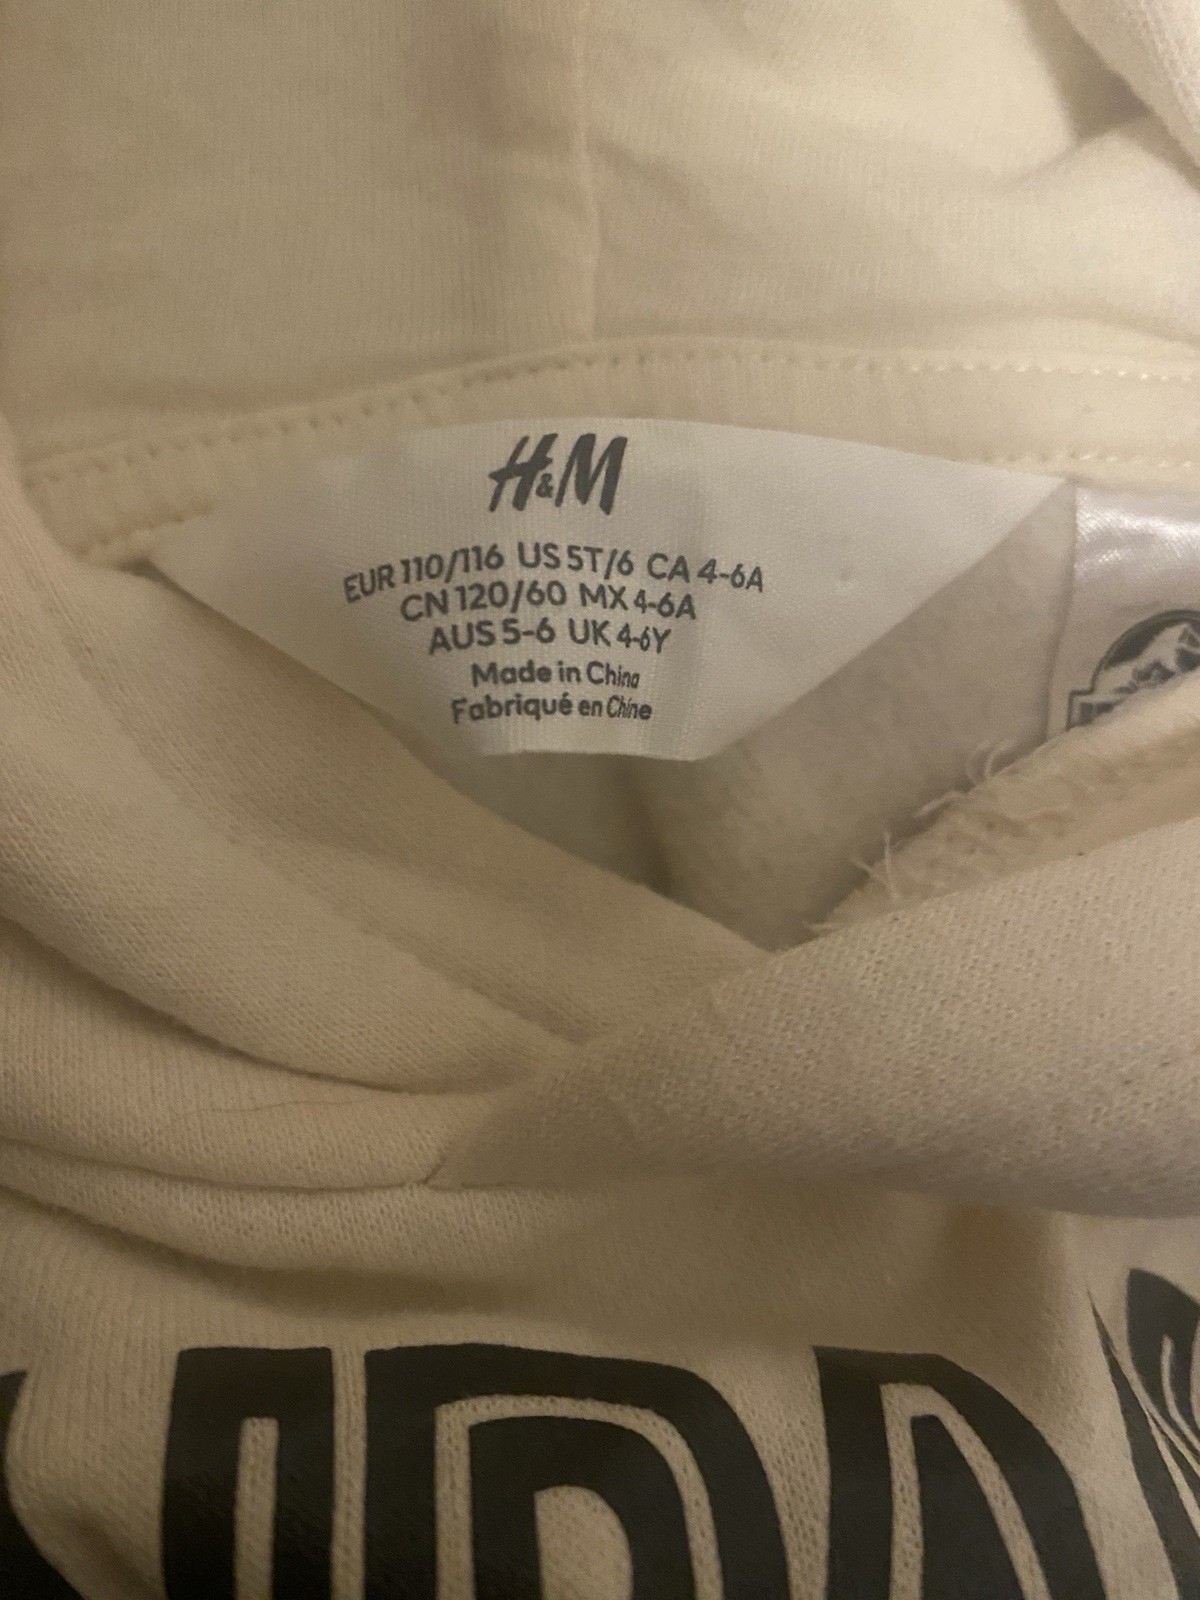 H&M
EUR 110/116 US 5T/6 CA 4-6A
CN 120/60 MX 4-6A
AUS 5-6 UK 4-6Y
Made in China
Fabriqué en Chine